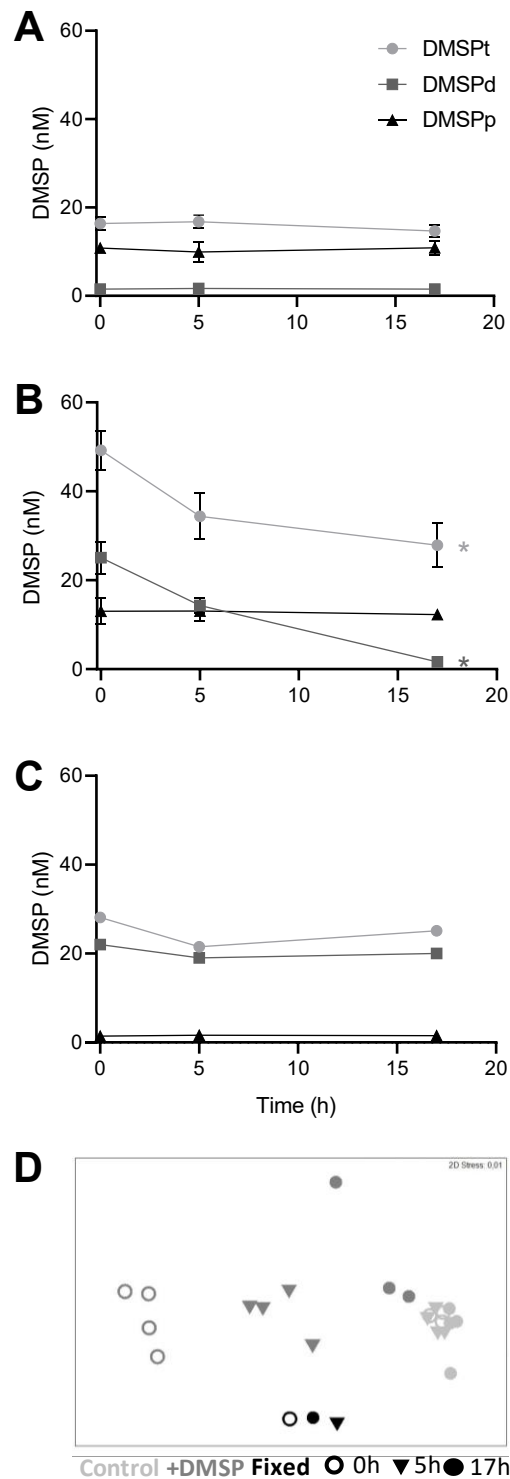 A
60
40
20
0
DMSP (nM)
DMSPt
DMSPd
DMSPp
0 5 10 15 20
B
60
40
20
0
DMSP (nM)
*
*
0 5 10 15 20
C
60
40
20
0
DMSP (nM)
0 5 10 15 20
Time (h)
D
2D Stress: 0,01
Control +DMSP Fixed 0h 5h 17h